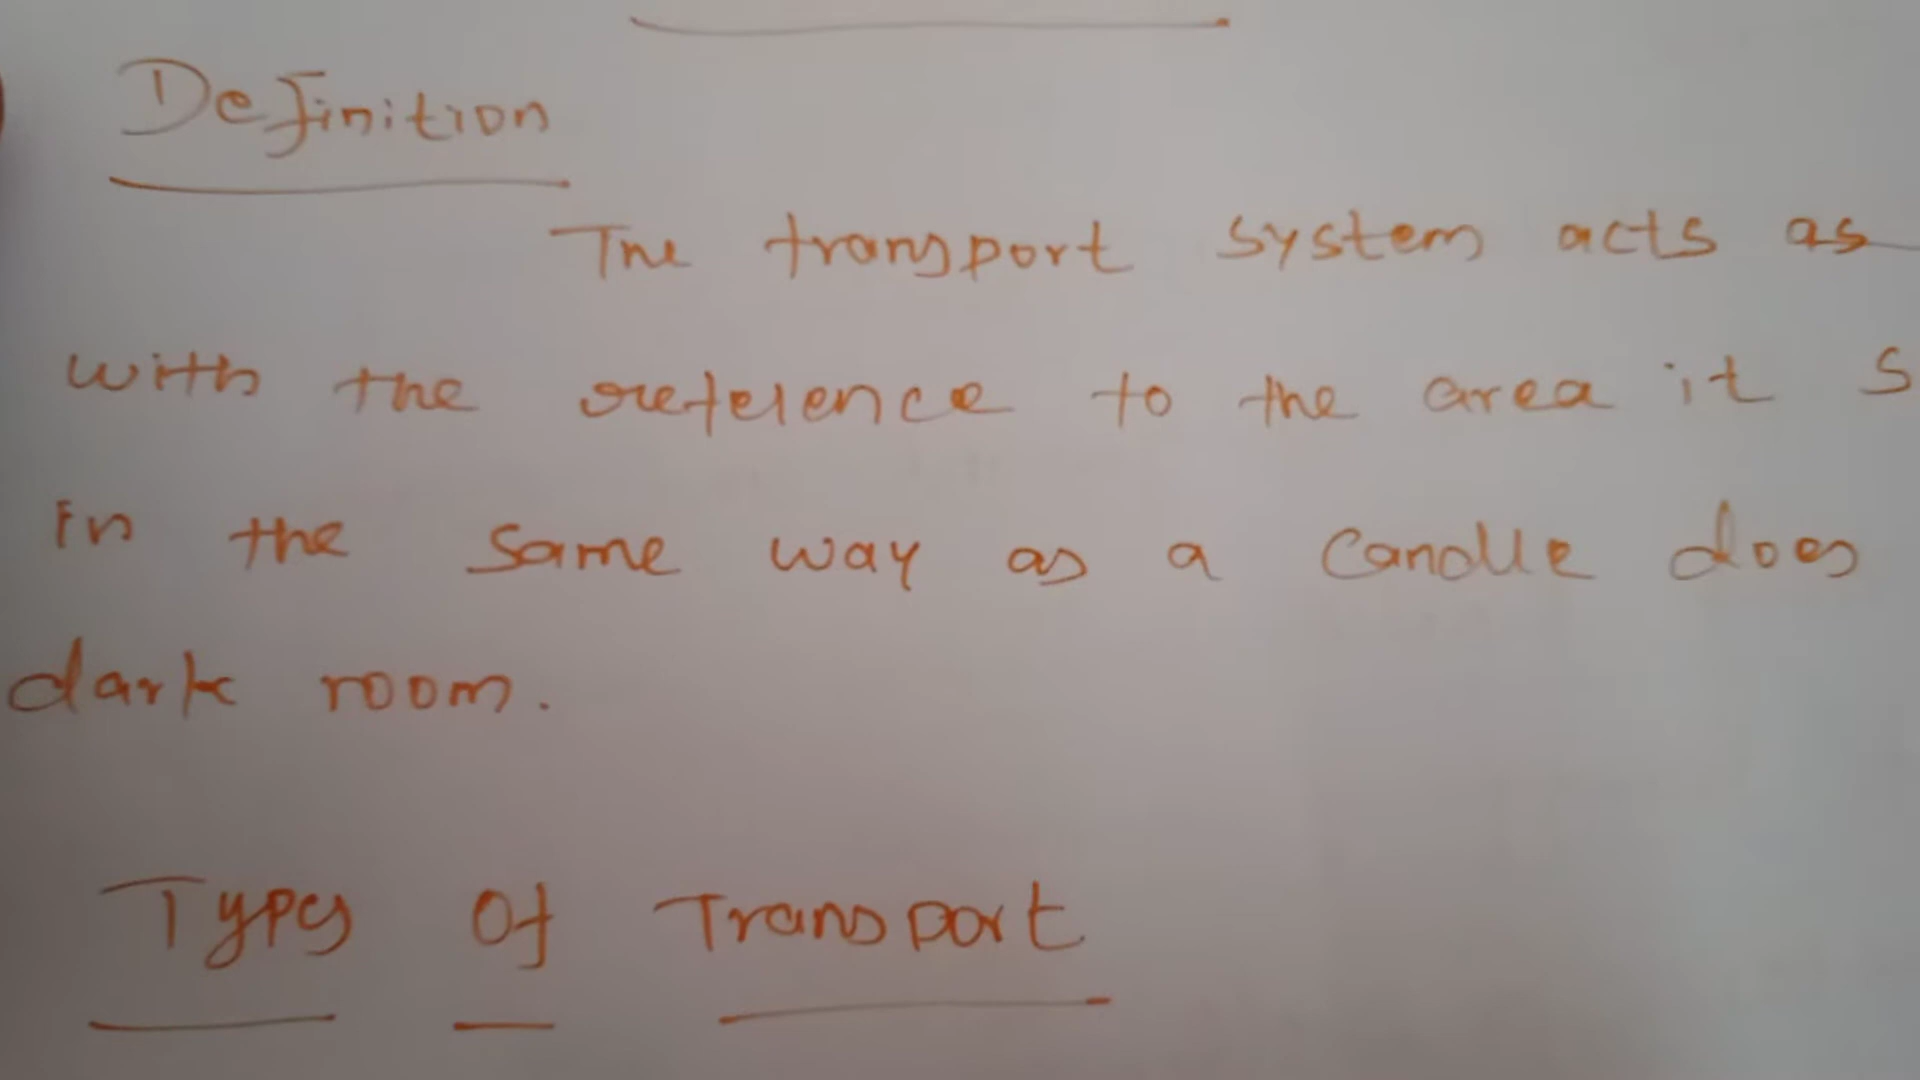 Definition
The transport system acts as
with the reference to the area it s
in the same way as a candle does
dark room.
Types of Transport